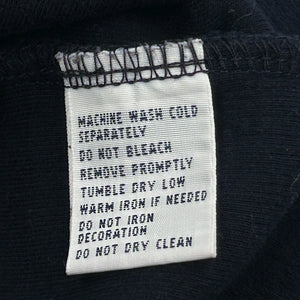 MACHINE WASH COLD
SEPARATELY
DO NOT BLEACH
REMOVE PROMPTLY
TUMBLE DRY LOW
WARM IRON IF NEEDED
DO NOT IRON
DECORATION
DO NOT DRY CLEAN